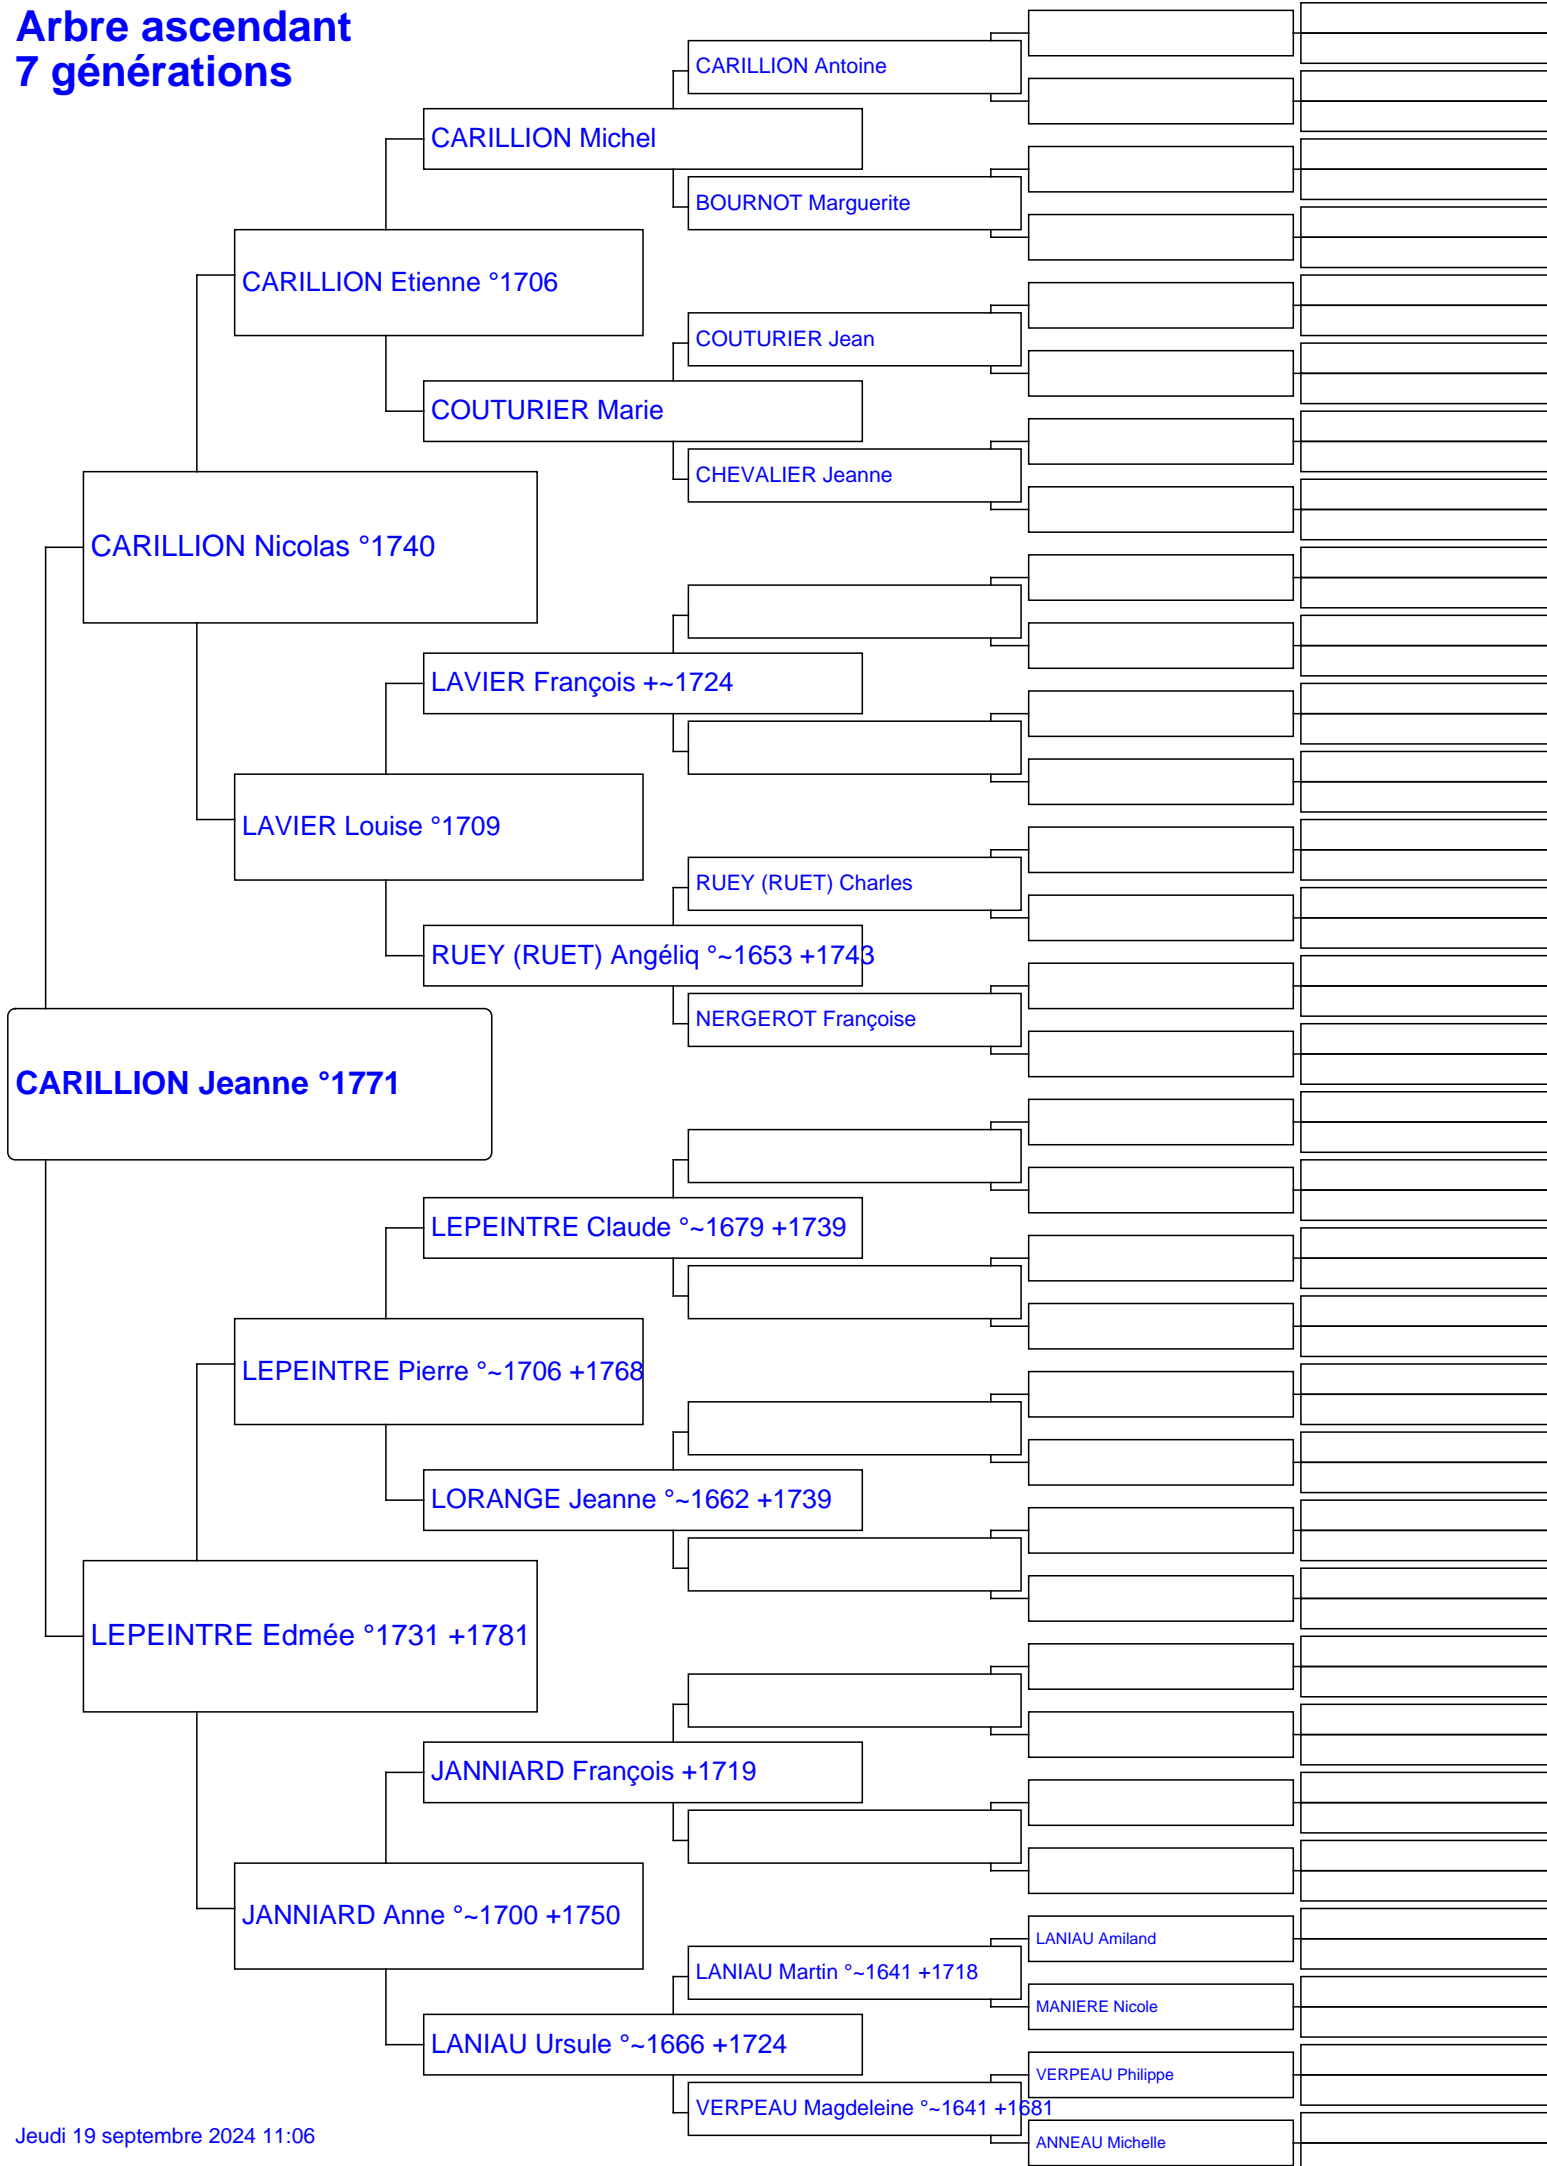 Arbre ascendant
7 générations
CARILLION Antoine
CARILLION Michel
BOURNOT Marguerite
CARILLION Etienne °1706
COUTURIER Jean
COUTURIER Marie
CHEVALIER Jeanne
CARILLION Nicolas °1740
LAVIER François +~1724
LAVIER Louise °1709
RUEY (RUET) Charles
RUEY (RUET) Angéliq °~1653 +1743
NERGEROT Françoise
CARILLION Jeanne °1771
LEPEINTRE Claude °~1679 +1739
LEPEINTRE Pierre °~1706 +1768
LORANGE Jeanne °~1662 +1739
LEPEINTRE Edmée °1731 +1781
JANNIARD François +1719
JANNIARD Anne °~1700 +1750
LANIAU Amiland
LANIAU Martin °~1641 +1718
MANIERE Nicole
LANIAU Ursule °~1666 +1724
VERPEAU Philippe
VERPEAU Magdeleine °~1641 +1681
ANNEAU Michelle
Jeudi 19 septembre 2024 11:06